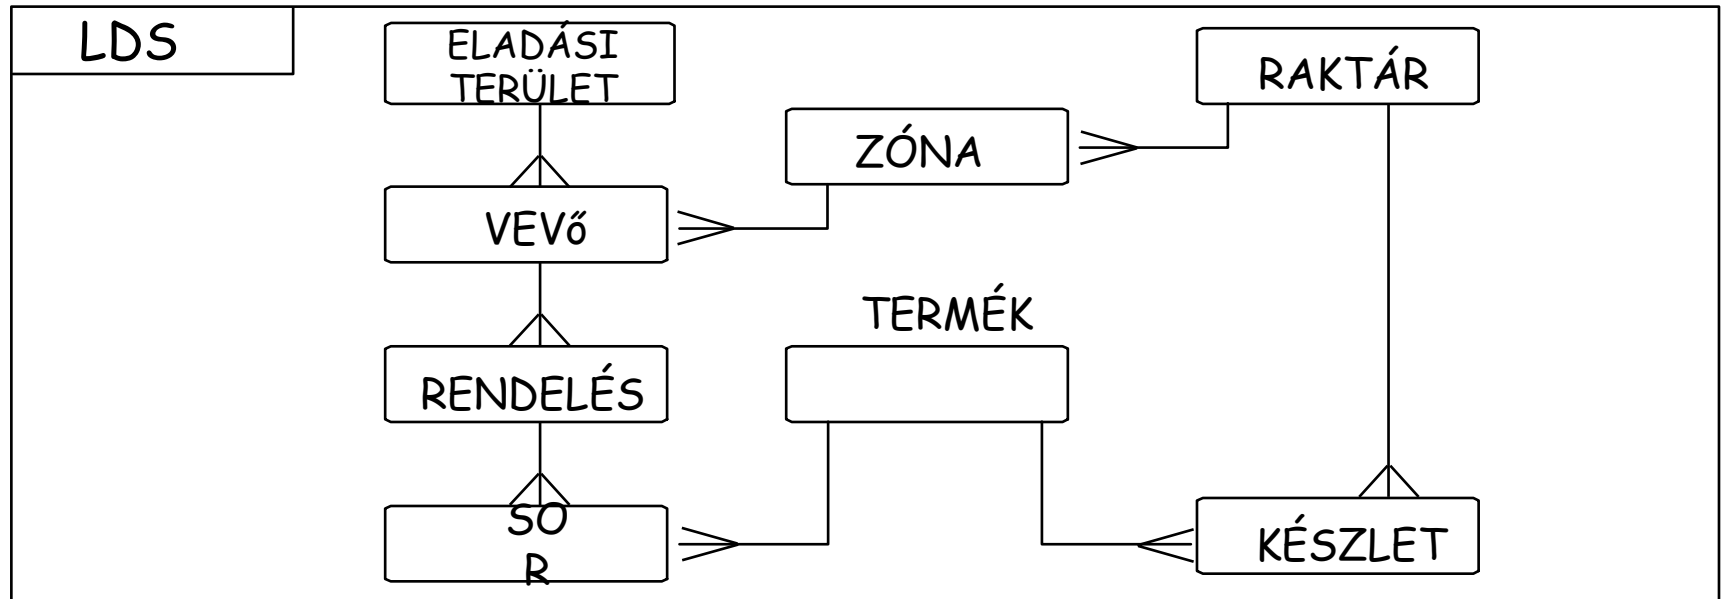 LDS
ELADÁSI
TERÜLET
RAKTÁR
ZÓNA
VEVő
TERMÉK
RENDELÉS
SO
R
KÉSZLET